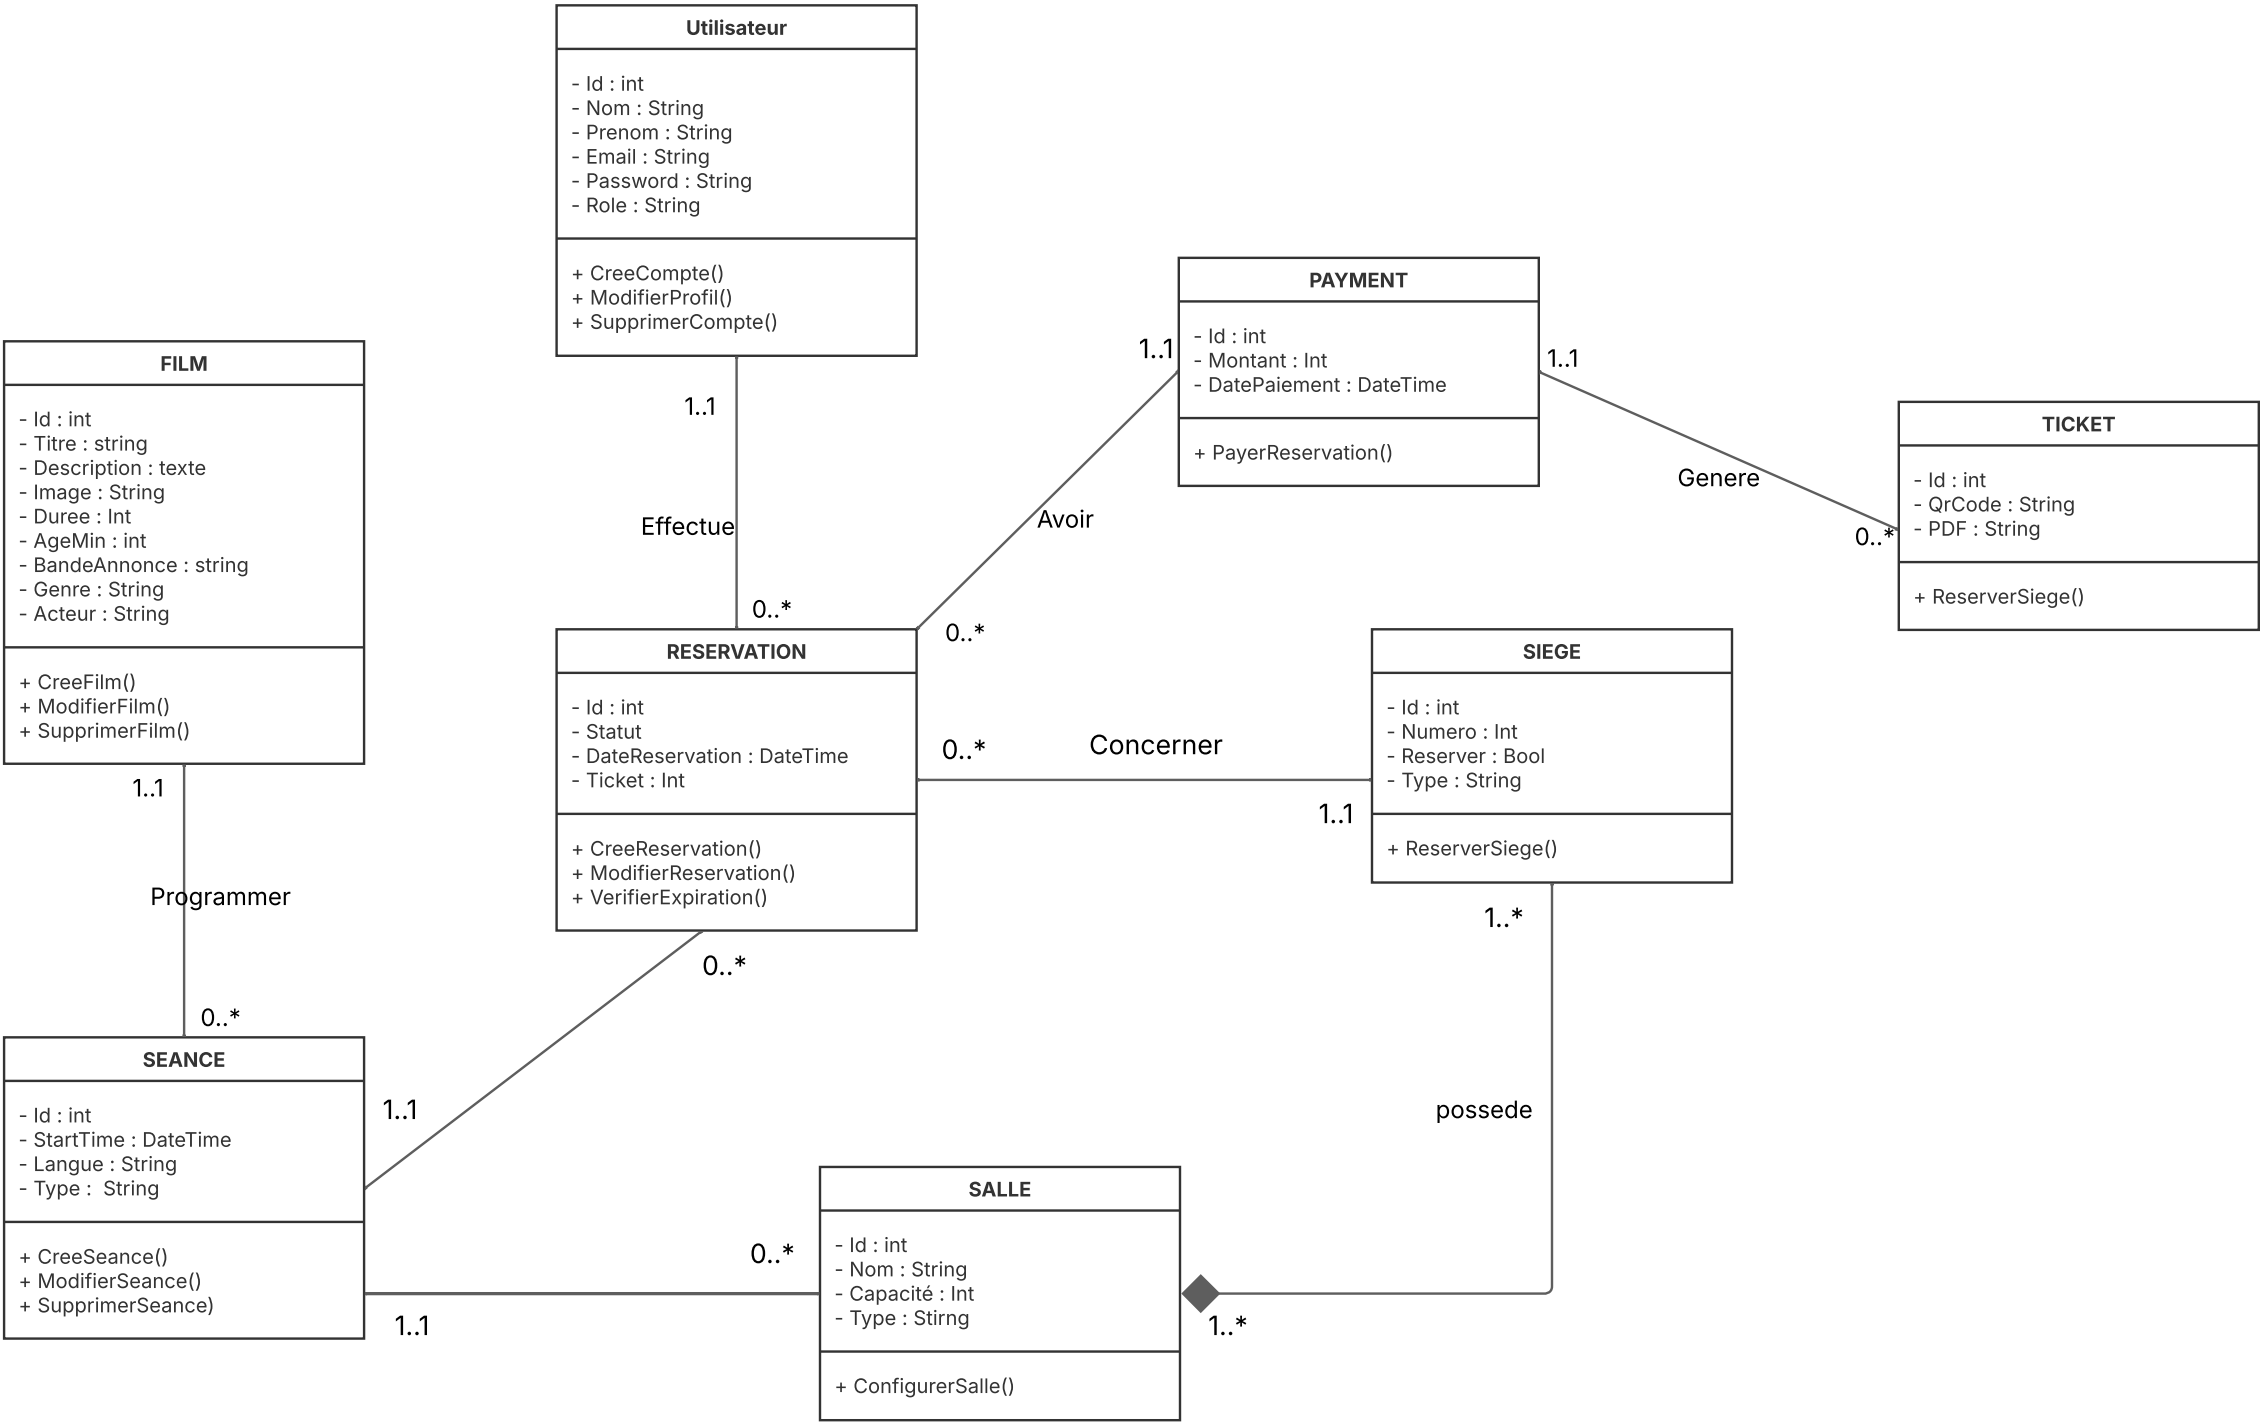 Utilisateur
- Id : int
- Nom : String
- Prenom : String
- Email : String
- Password : String
- Role : String
+ CreeCompte()
+ ModifierProfil()
+ SupprimerCompte()
PAYMENT
- Id : int
- Montant : Int
- DatePaiement : DateTime
+ PayerReservation()
1..1
1..1
FILM
- Id : int
- Titre : string
- Description : texte
- Image : String
- Duree : Int
- AgeMin : int
- BandeAnnonce : string
- Genre : String
- Acteur : String
+ CreeFilm()
+ ModifierFilm()
+ SupprimerFilm()
1..1
Effectue
0..*
Avoir
0..*
Genere
0..*
TICKET
- Id : int
- QrCode : String
- PDF : String
+ ReserverSiege()
RESERVATION
- Id : int
- Statut
- DateReservation : DateTime
- Ticket : Int
+ CreeReservation()
+ ModifierReservation()
+ VerifierExpiration()
0..*
Concerner
1..1
SIEGE
- Id : int
- Numero : Int
- Reserver : Bool
- Type : String
+ ReserverSiege()
1..1
Programmer
0..*
0..*
1..1
1..*
possede
SEANCE
- Id : int
- StartTime : DateTime
- Langue : String
- Type :  String
+ CreeSeance()
+ ModifierSeance()
+ SupprimerSeance)
0..*
1..1
SALLE
- Id : int
- Nom : String
- Capacité : Int
- Type : Stirng
+ ConfigurerSalle()
1..*